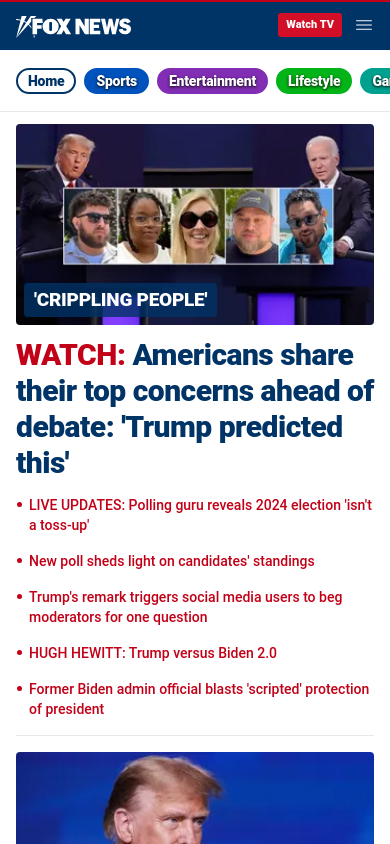 FOX NEWS
Watch TV
Home
Sports
Entertainment
Lifestyle
Ga
'CRIPPLING PEOPLE'
WATCH: Americans share
their top concerns ahead of
debate: 'Trump predicted
this'
• LIVE UPDATES: Polling guru reveals 2024 election 'isn't
a toss-up'
• New poll sheds light on candidates' standings
• Trump's remark triggers social media users to beg
moderators for one question
• HUGH HEWITT: Trump versus Biden 2.0
• Former Biden admin official blasts 'scripted' protection
of president